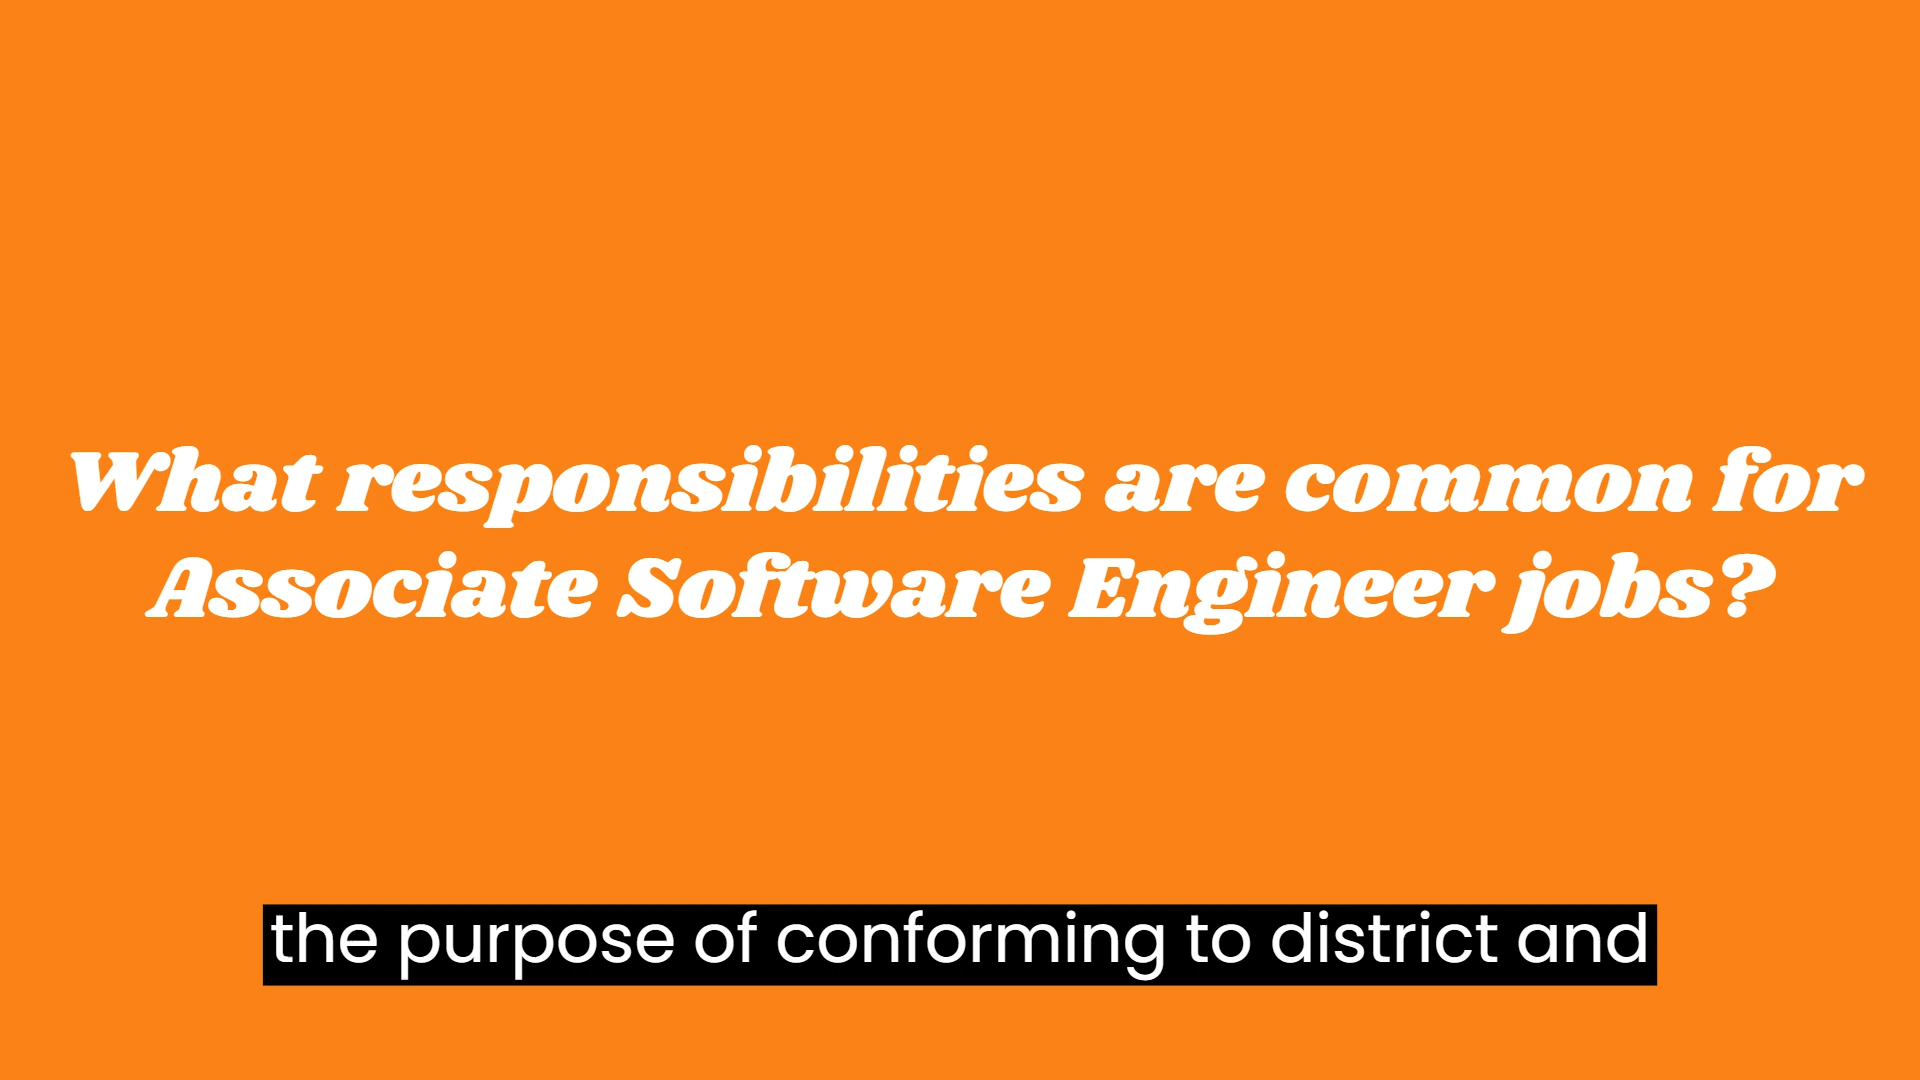 What responsibilities are common for
Associate Software Engineer jobs?
the purpose of conforming to district and